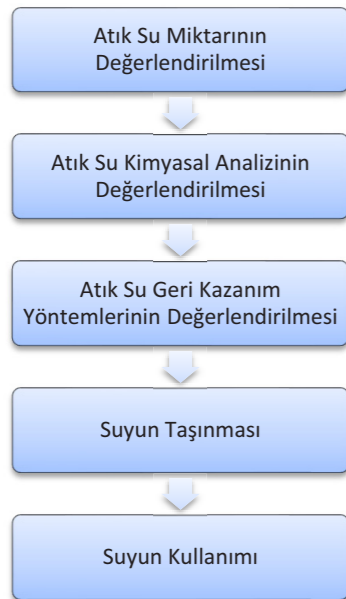 Atık Su Miktarının
Değerlendirilmesi
Atık Su Kimyasal Analizinin
Değerlendirilmesi
Atık Su Geri Kazanım
Yöntemlerinin Değerlendirilmesi
Suyun Taşınması
Suyun Kullanımı